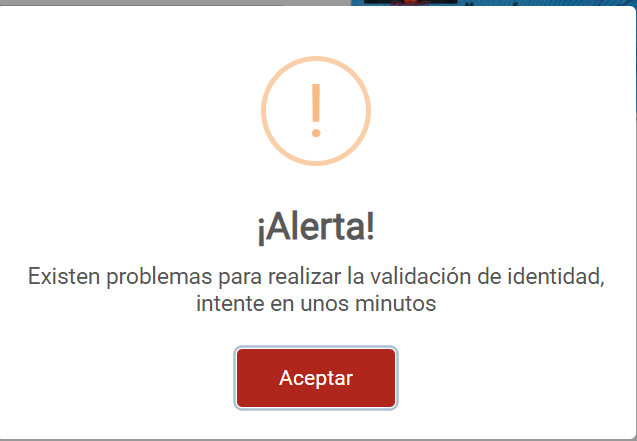 !
¡Alerta!
Existen problemas para realizar la validación de identidad,
intente en unos minutos
Aceptar